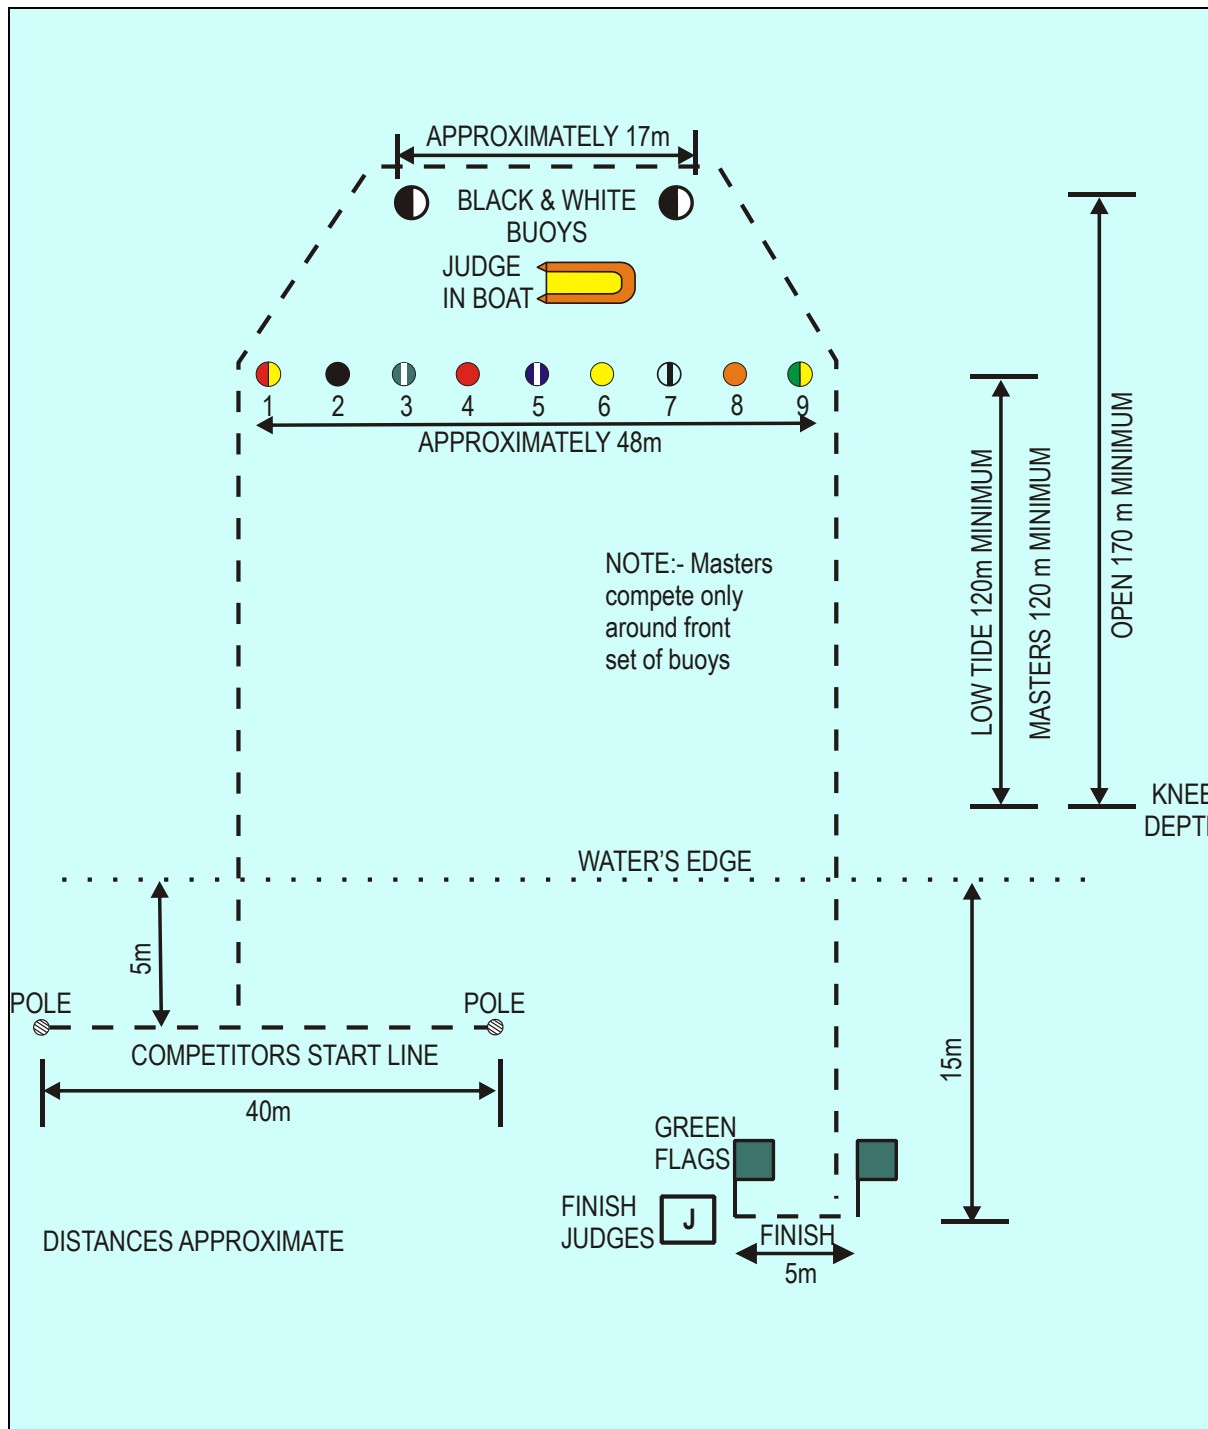 APPROXIMATELY 17m
BLACK & WHITE
BUOYS
JUDGE
IN BOAT
1 2 3 4 5 6 7 8 9
APPROXIMATELY 48m
NOTE:- Masters
compete only
around front
set of buoys
LOW TIDE 120m MINIMUM
MASTERS 120 m MINIMUM
OPEN 170 m MINIMUM
KNEE
DEPT
WATER'S EDGE
5m
POLE
POLE
COMPETITORS START LINE
40m
15m
GREEN
FLAGS
FINISH
JUDGES
J
FINISH
5m
DISTANCES APPROXIMATE